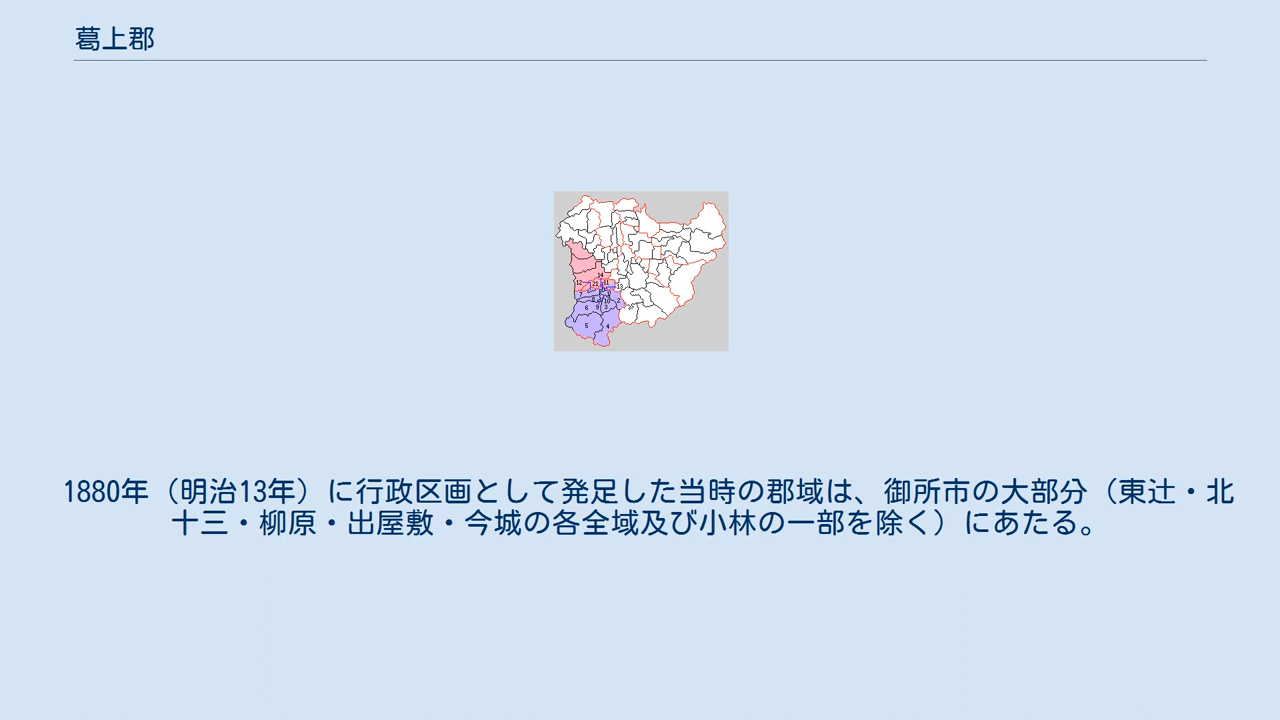 葛上郡
1880年（明治13年）に行政区画として発足した当時の郡域は、御所市の大部分（東辻・北
十三・柳原・出屋敷・今城の各全域及び小林の一部を除く）にあたる。